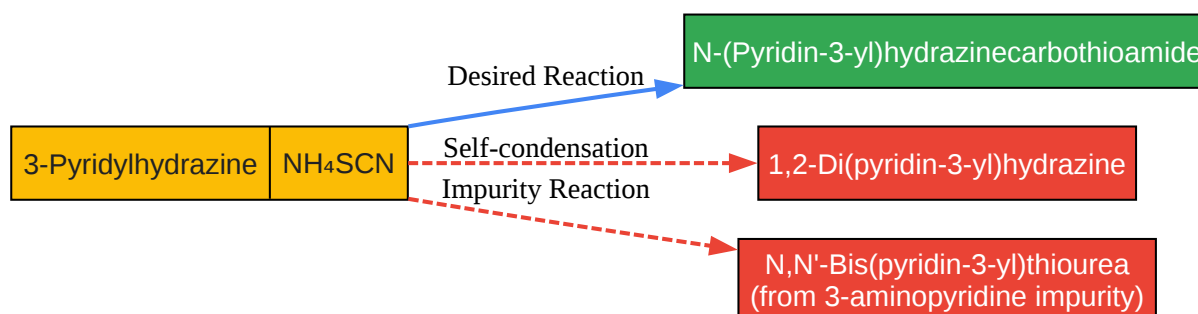 N-(Pyridin-3-yl)hydrazinecarbothioamide
Desired Reaction
3-Pyridylhydrazine
NH₄SCN
Self-condensation
1,2-Di(pyridin-3-yl)hydrazine
Impurity Reaction
N,N'-Bis(pyridin-3-yl)thiourea
(from 3-aminopyridine impurity)